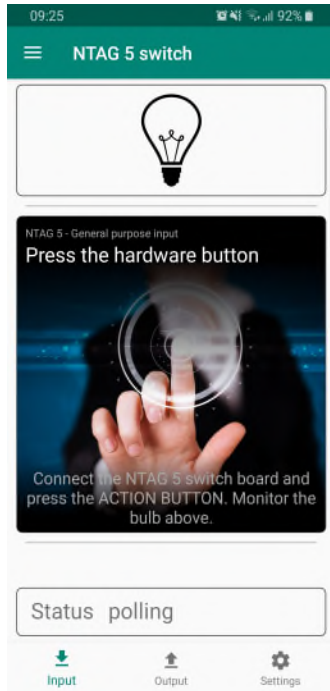 09:25 92%
NTAG 5 switch
NTAG 5 - General purpose input
Press the hardware button
Connect the NTAG 5 switch board and
press the ACTION BUTTON. Monitor the
bulb above.
Status polling
Input Output Settings